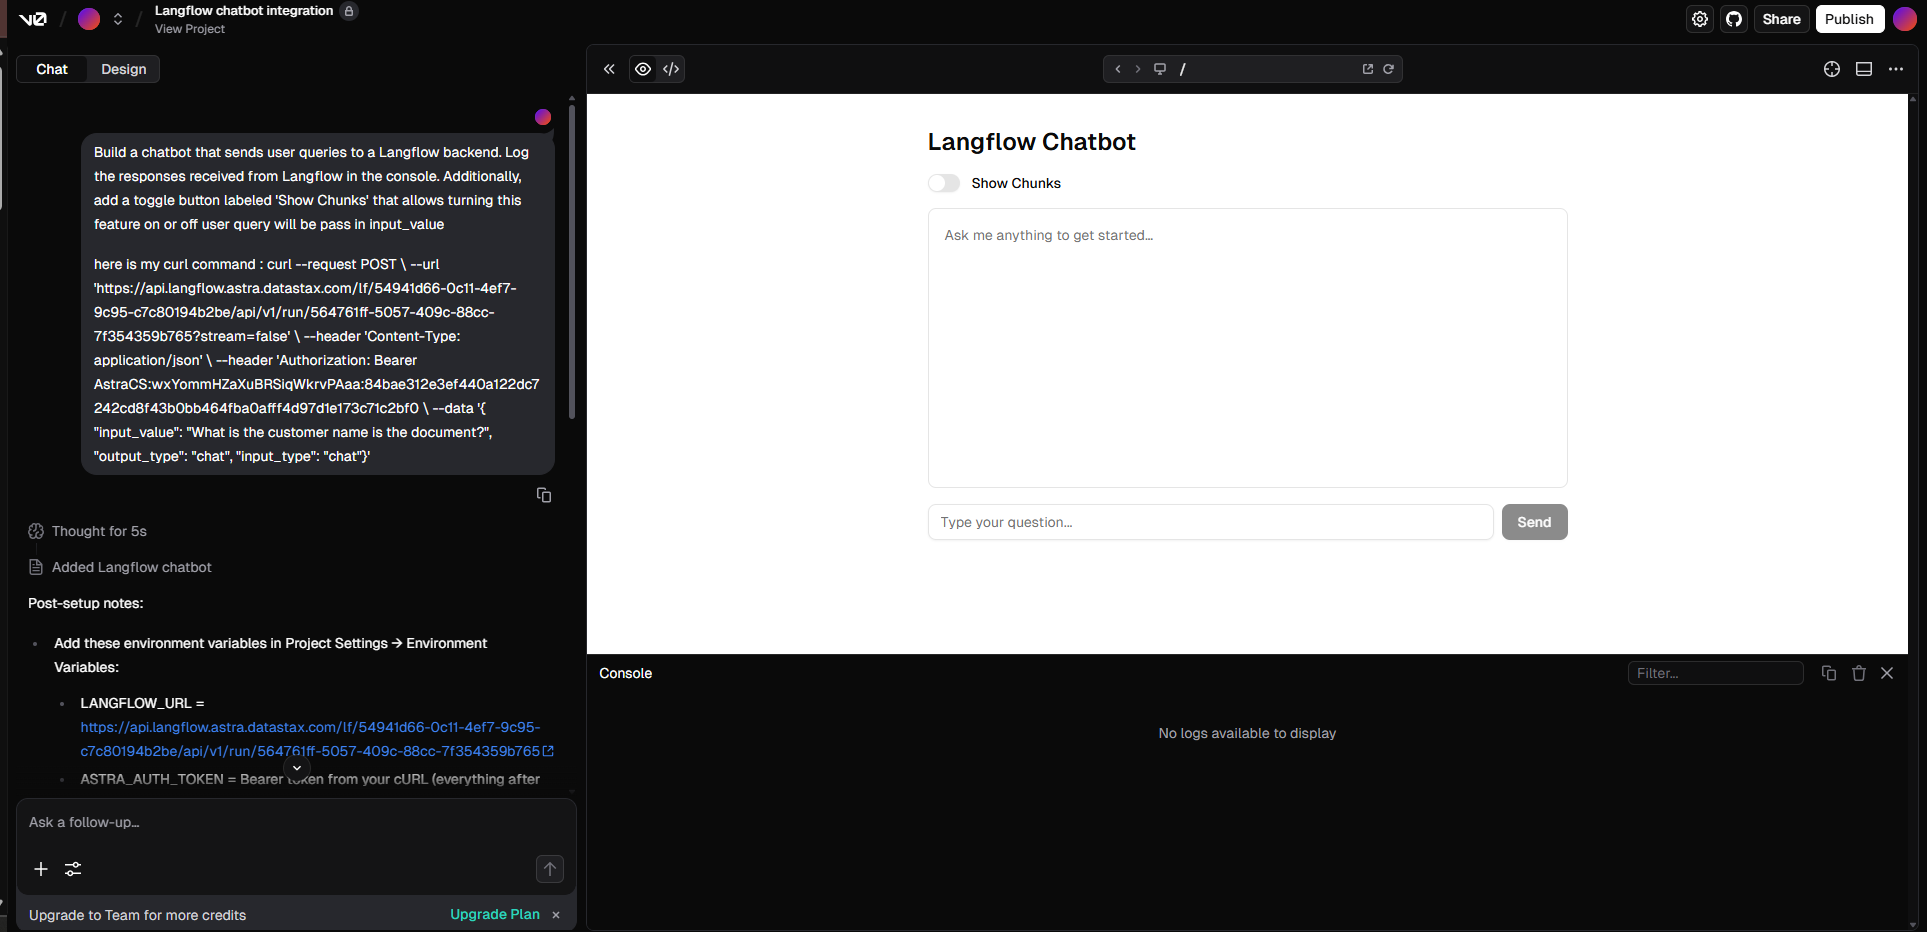 v0
Langflow chatbot integration
View Project
Share
Publish
Chat
Design
/
Build a chatbot that sends user queries to a Langflow backend. Log
the responses received from Langflow in the console. Additionally,
add a toggle button labeled 'Show Chunks' that allows turning this
feature on or off user query will be pass in input_value
here is my curl command : curl --request POST \ --url
'https://api.langflow.astra.datastax.com/lf/54941d66-0c11-4ef7-
9c95-c7c80194b2be/api/v1/run/564761ff-5057-409c-88cc-
7f354359b765?stream=false' \ --header 'Content-Type:
application/json' \ --header 'Authorization: Bearer
AstraCS:wxYommHZaXuBRSiqWkrvPAaa:84bae312e3ef440a122dc7
242cd8f43b0bb464fba0afff4d97d1e173c71c2bf0 \ --data '{
"input_value": "What is the customer name is the document?",
"output_type": "chat", "input_type": "chat"}'
Thought for 5s
Added Langflow chatbot
Post-setup notes:
• Add these environment variables in Project Settings → Environment
Variables:
• LANGFLOW_URL =
https://api.langflow.astra.datastax.com/lf/54941d66-0c11-4ef7-9c95-
c7c80194b2be/api/v1/run/564761ff-5057-409c-88cc-7f354359b765
• ASTRA_AUTH_TOKEN = Bearer token from your cURL (everything after
Ask a follow-up...
Upgrade to Team for more credits
Upgrade Plan
Langflow Chatbot
Show Chunks
Ask me anything to get started...
Type your question...
Send
Console
Filter...
No logs available to display